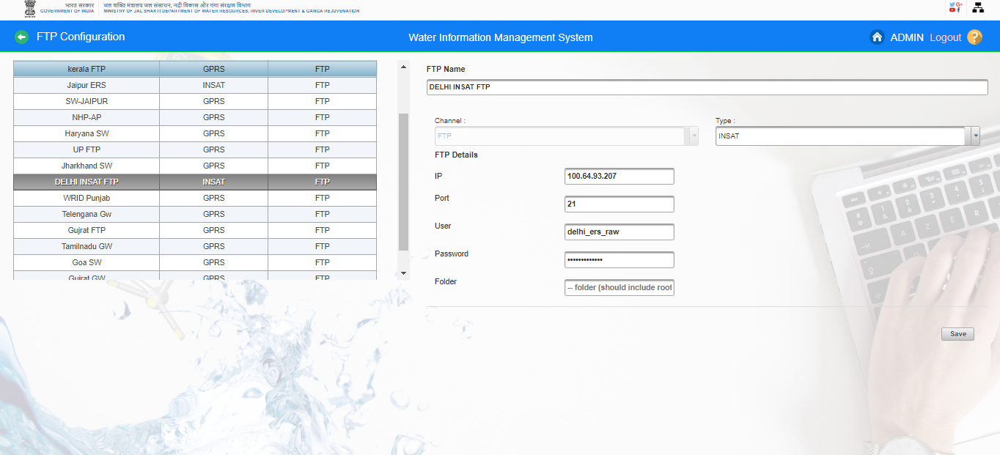 भारत सरकार
GOVERNMENT OF INDIA
जल शक्ति मंत्रालय जल संसाधन, नदी विकास और गंगा संरक्षण विभाग
MINISTRY OF JAL SHAKTI DEPARTMENT OF WATER RESOURCES, RIVER DEVELOPMENT & GANGA REJUVENATION
FTP Configuration
Water Information Management System
ADMIN Logout ?
kerala FTP GPRS FTP
Jaipur ERS INSAT FTP
SW-JAIPUR GPRS FTP
NHP-AP GPRS FTP
Haryana SW GPRS FTP
UP FTP GPRS FTP
Jharkhand SW GPRS FTP
DELHI INSAT FTP INSAT FTP
WRID Punjab GPRS FTP
Telengana Gw GPRS FTP
Gujrat FTP GPRS FTP
Tamilnadu GW GPRS FTP
Goa SW GPRS FTP
Gujrat GW GPRS FTP
FTP Name
DELHI INSAT FTP
Channel :
FTP
Type :
INSAT
FTP Details
IP
100.64.93.207
Port
21
User
delhi_ers_raw
Password
•••••••••••••
Folder
-- folder (should include root
Save